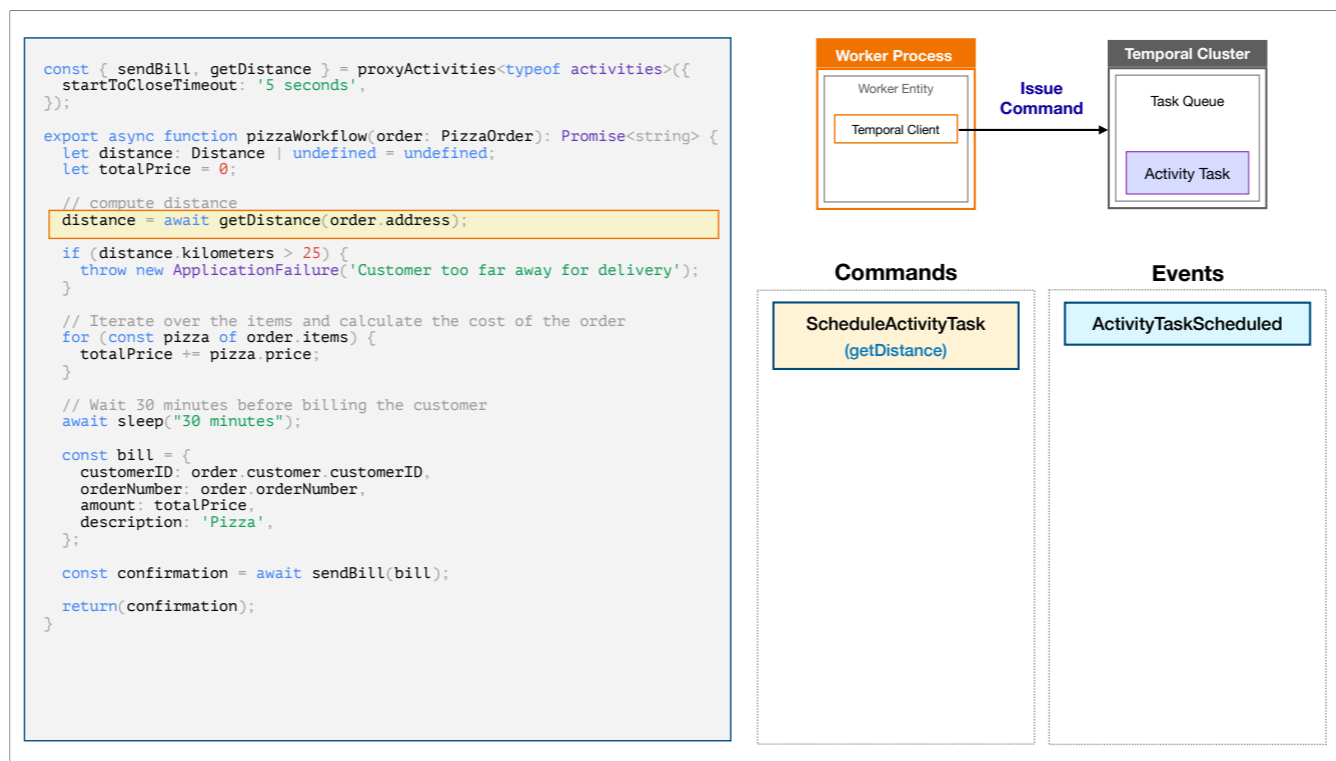 const { sendBill, getDistance } = proxyActivities<typeof activities>({
  startToCloseTimeout: '5 seconds',
});
export async function pizzaWorkflow(order: PizzaOrder): Promise<string> {
  let distance: Distance | undefined = undefined;
  let totalPrice = 0;
  // compute distance
  distance = await getDistance(order.address);
  if (distance.kilometers > 25) {
    throw new ApplicationFailure('Customer too far away for delivery');
  }
  // Iterate over the items and calculate the cost of the order
  for (const pizza of order.items) {
    totalPrice += pizza.price;
  }
  // Wait 30 minutes before billing the customer
  await sleep("30 minutes");
  const bill = {
    customerID: order.customer.customerID,
    orderNumber: order.orderNumber,
    amount: totalPrice,
    description: 'Pizza',
  };
  const confirmation = await sendBill(bill);
  return(confirmation);
}
Worker Process
Worker Entity
Temporal Client
Issue
Command
Temporal Cluster
Task Queue
Activity Task
Commands
ScheduleActivityTask
(getDistance)
Events
ActivityTaskScheduled